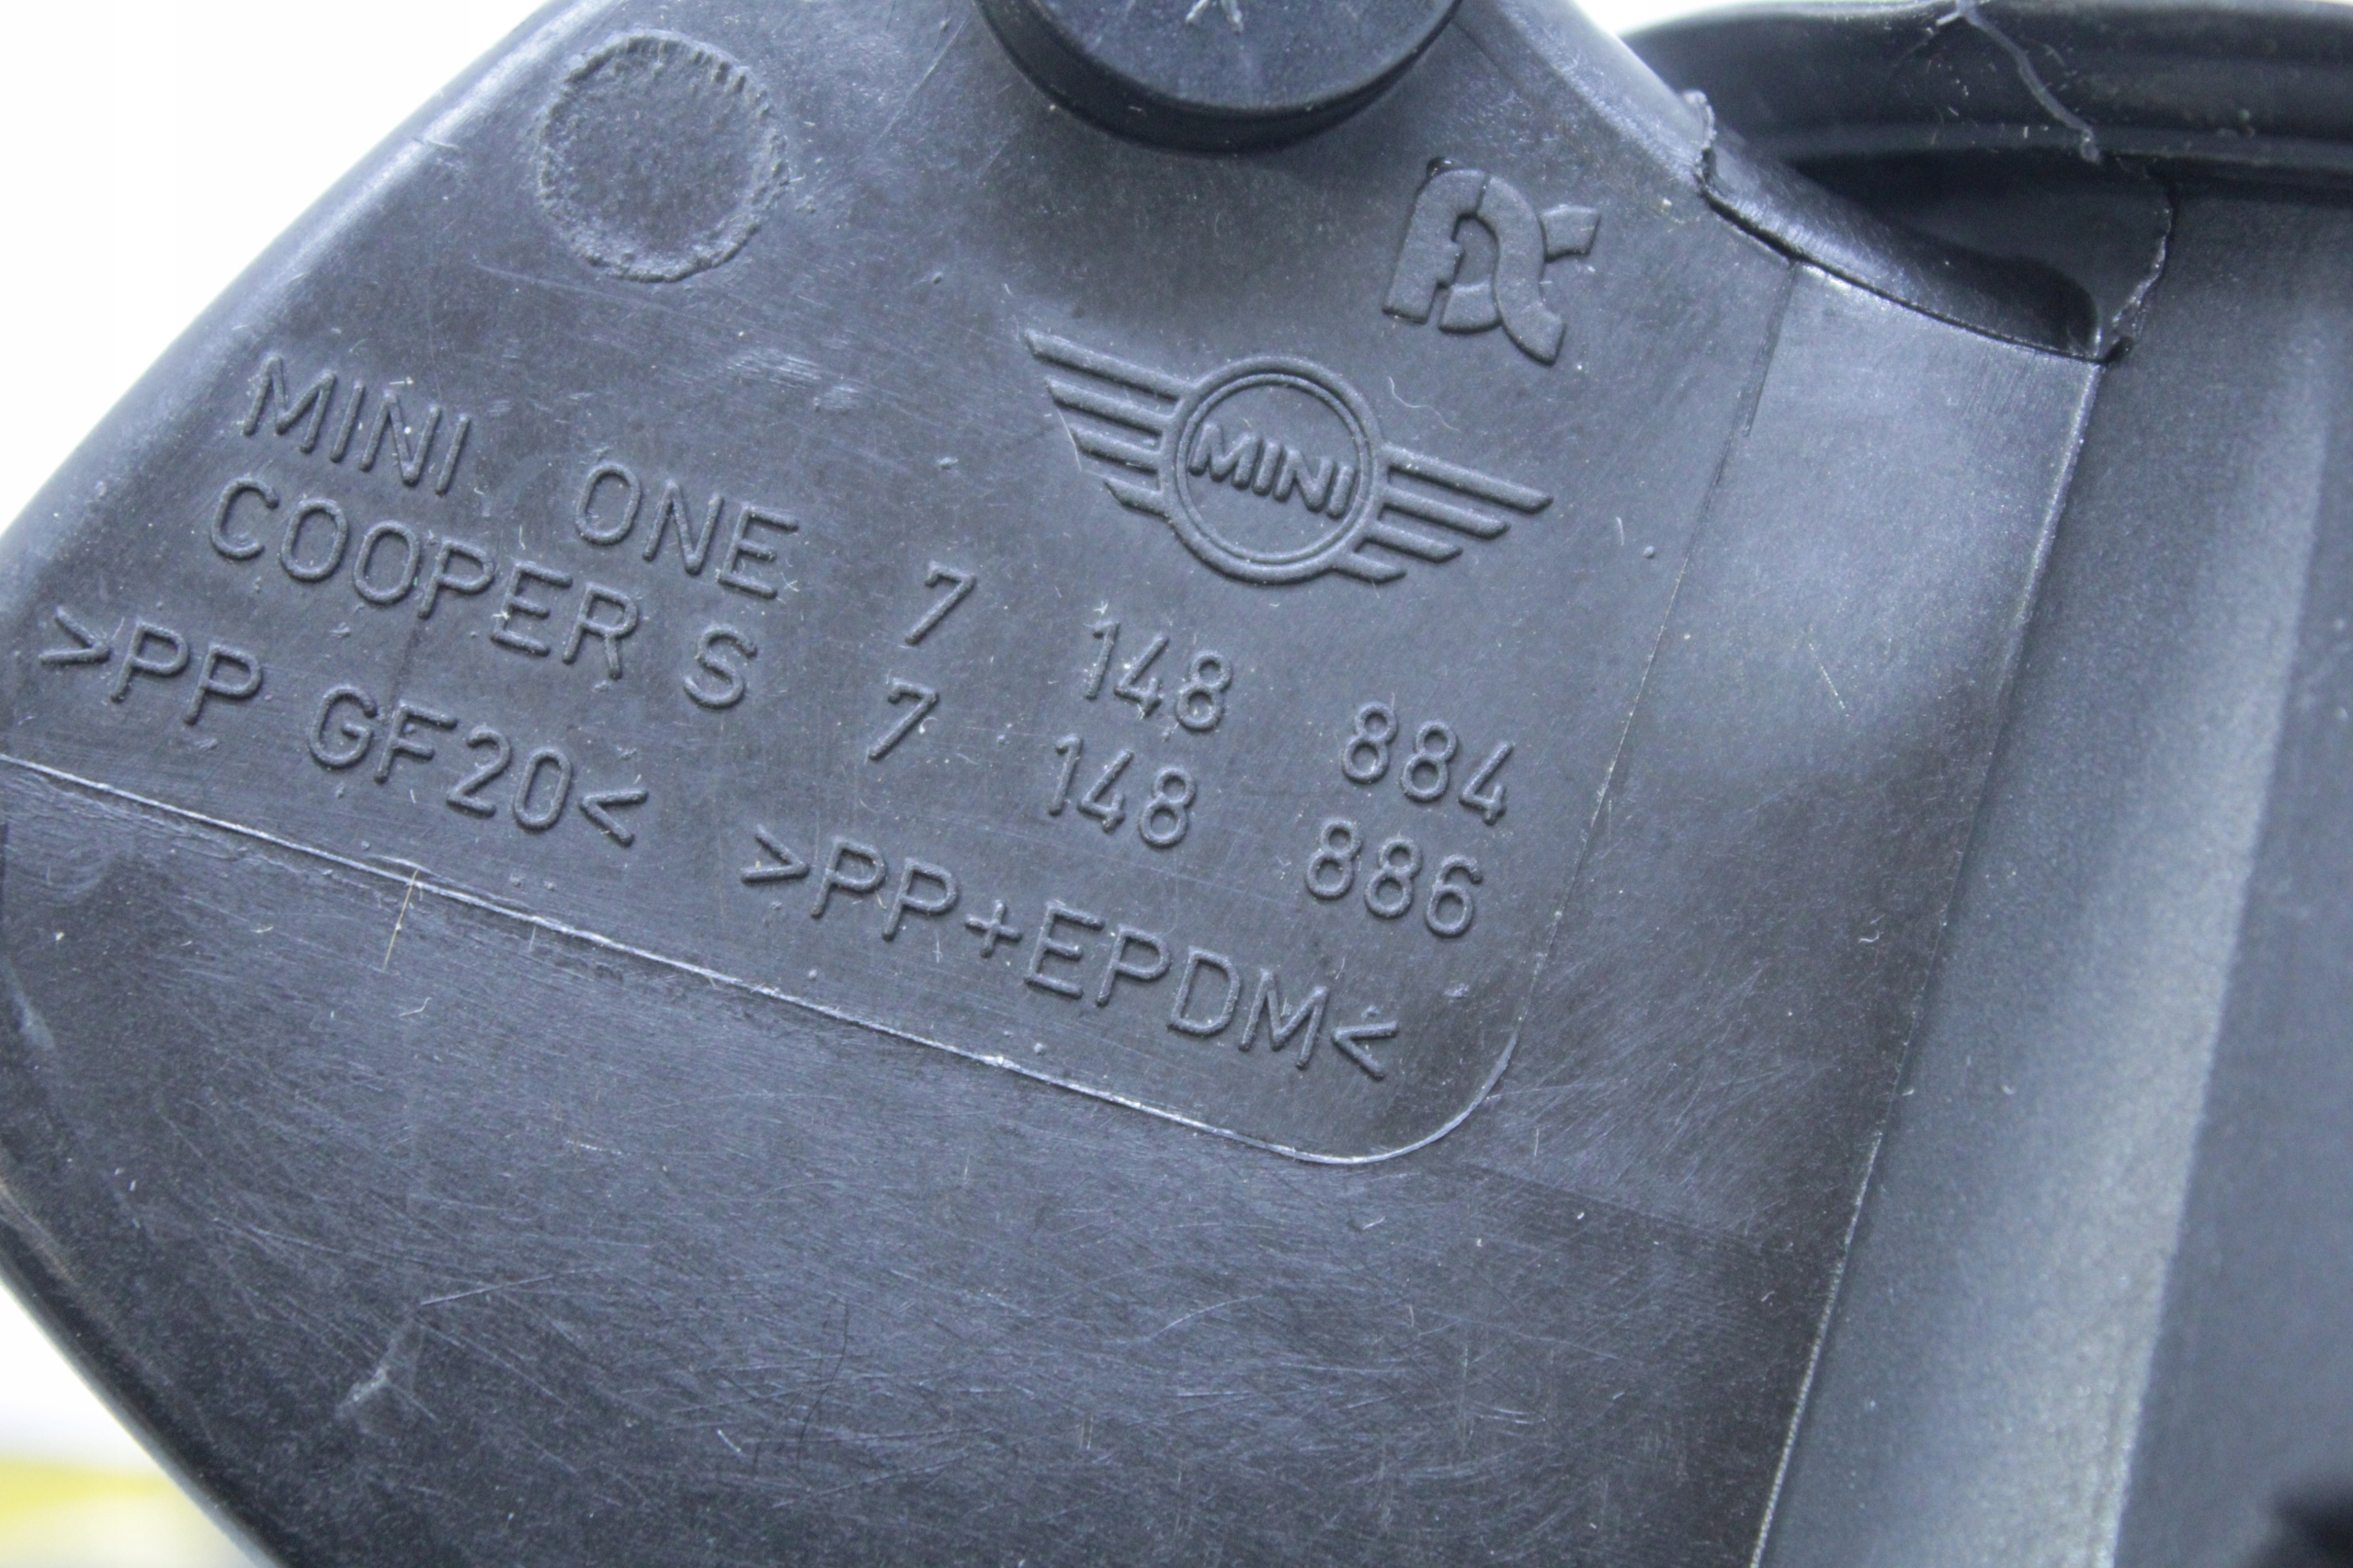 MINI
MINI ONE 7 148 884
COOPER S 7 148 886
>PP GF20< >PP+EPDM<